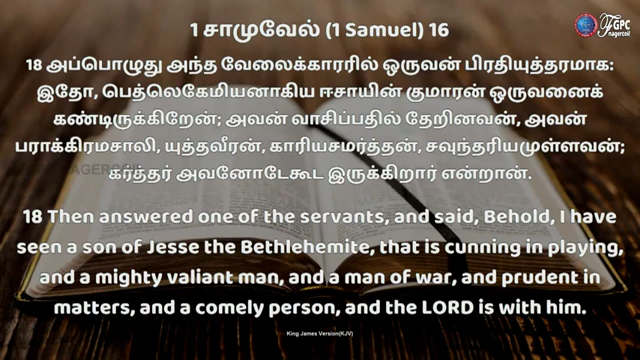 1 சாமுவேல் (1 Samuel) 16
FGPC
nagercoil
18 அப்பொழுது அந்த வேலைக்காரரில் ஒருவன் பிரதியுத்தரமாக:
இதோ, பெத்லெகேமியனாகிய ஈசாயின் குமாரன் ஒருவனைக்
கண்டிருக்கிறேன்; அவன் வாசிப்பதில் தேறினவன், அவன்
பராக்கிரமசாலி, யுத்தவீரன், காரியசமர்த்தன், சவுந்தரியமுள்ளவன்;
கர்த்தர் அவனோடேகூட இருக்கிறார் என்றான்.
18 Then answered one of the servants, and said, Behold, I have
seen a son of Jesse the Bethlehemite, that is cunning in playing,
and a mighty valiant man, and a man of war, and prudent in
matters, and a comely person, and the LORD is with him.
King James Version(KJV)